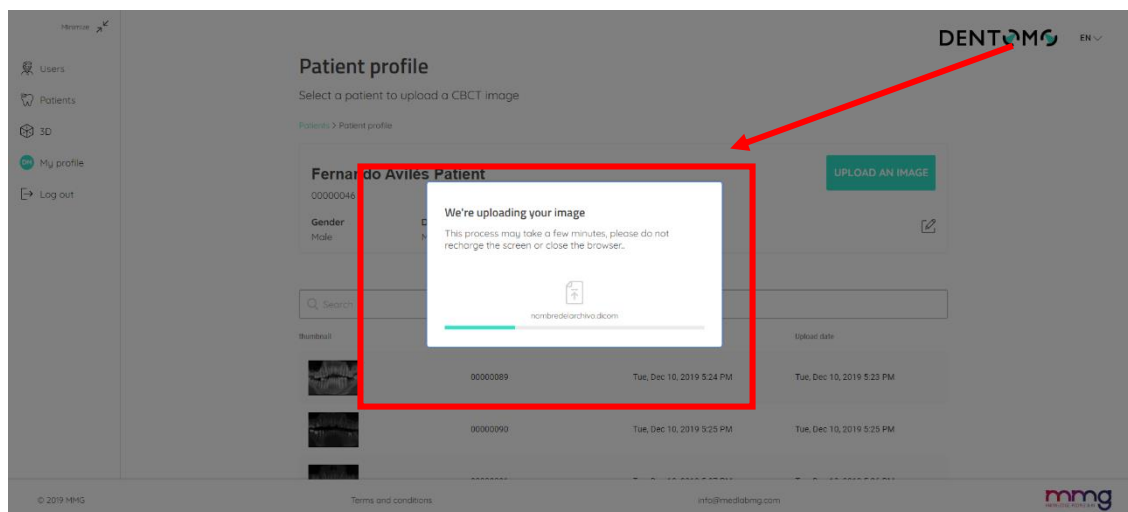 Minimize
DENTOMG
EN
Users
Patients
3D
DM My profile
Log out
Patient profile
Select a patient to upload a CBCT image
Patients > Patient profile
Fernando Avilés Patient
00000046
Gender
Male
UPLOAD AN IMAGE
We're uploading your image
This process may take a few minutes, please do not
recharge the screen or close the browser..
nombredelarchivo.dicom
Search
thumbnail Upload date
00000089 Tue, Dec 10, 2019 5:24 PM Tue, Dec 10, 2019 5:23 PM
00000090 Tue, Dec 10, 2019 5:25 PM Tue, Dec 10, 2019 5:25 PM
© 2019 MMG Terms and conditions info@medlabmg.com mmg